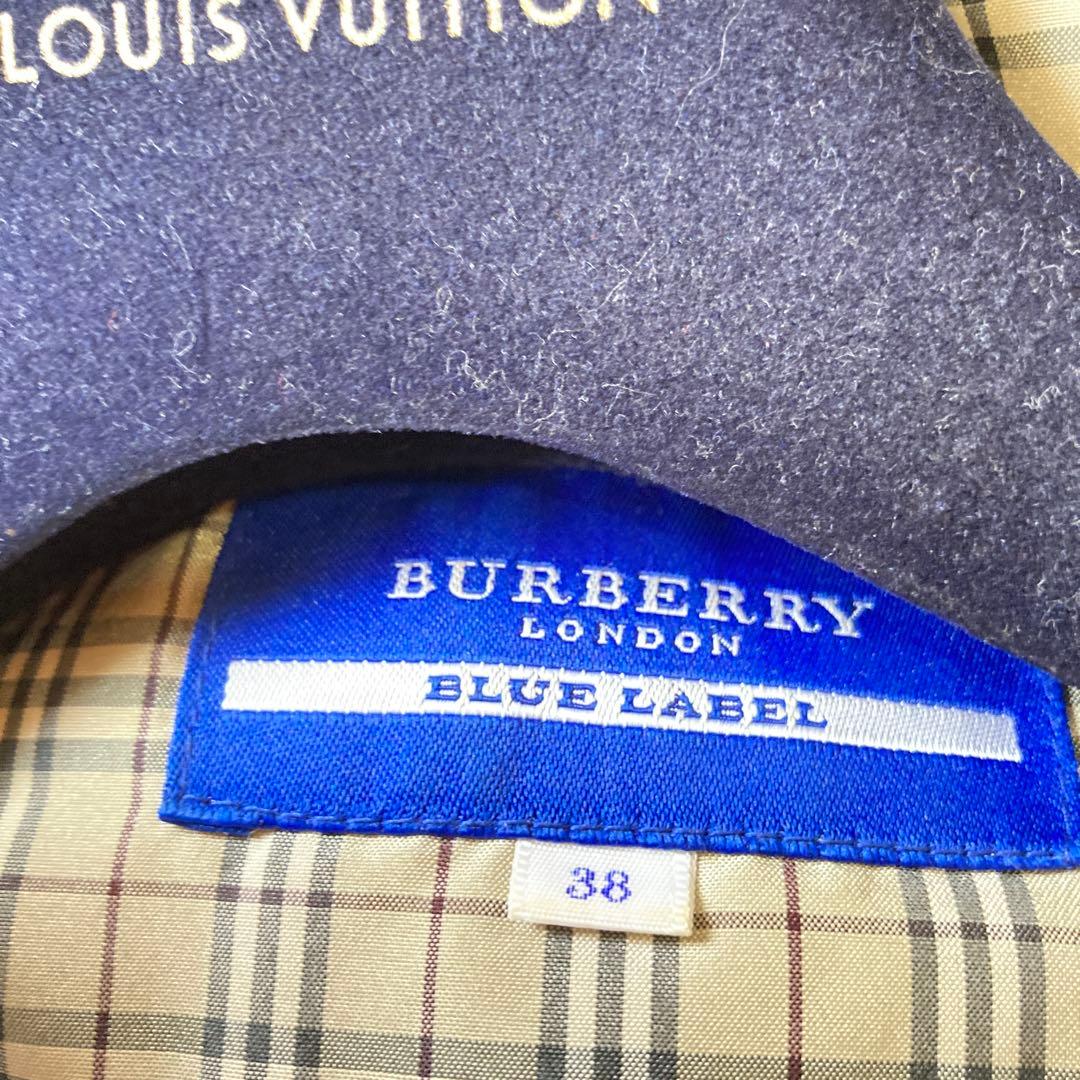 LOUIS VUITTON
BURBERRY
LONDON
BLUE LABEL
38